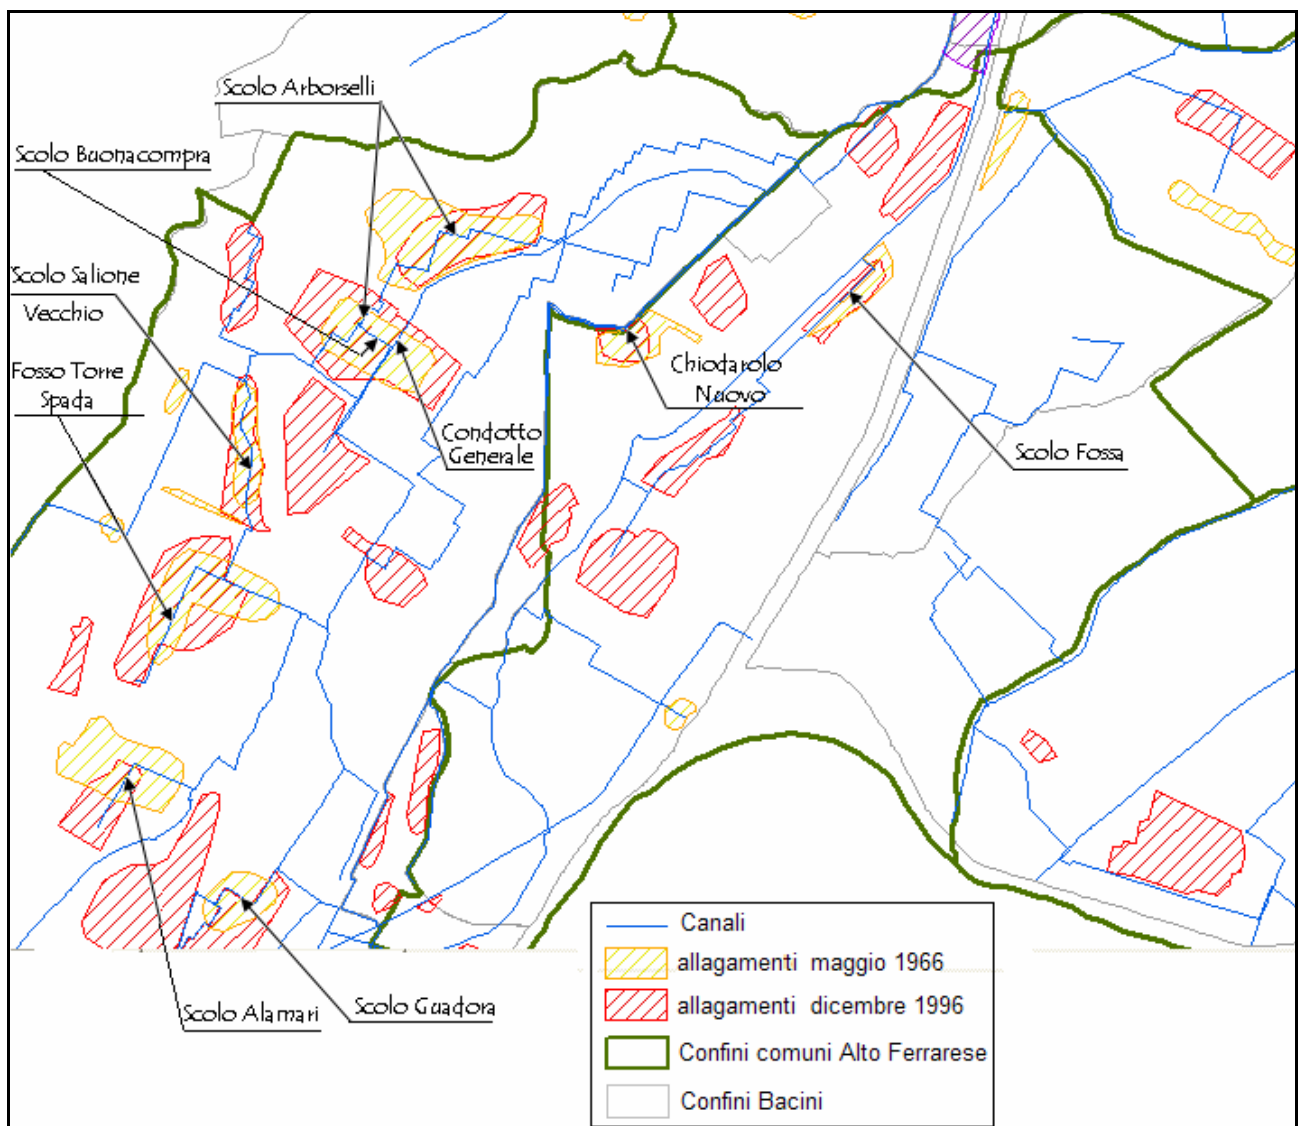 Scolo Arborselli
Scolo Buonacompra
Scolo Salione
Vecchio
Fosso Torre
Spada
Condotto
Generale
Chiodarolo
Nuovo
Scolo Fossa
Scolo Alamari
Scolo Guadora
Canali
allagamenti maggio 1966
allagamenti dicembre 1996
Confini comuni Alto Ferrarese
Confini Bacini